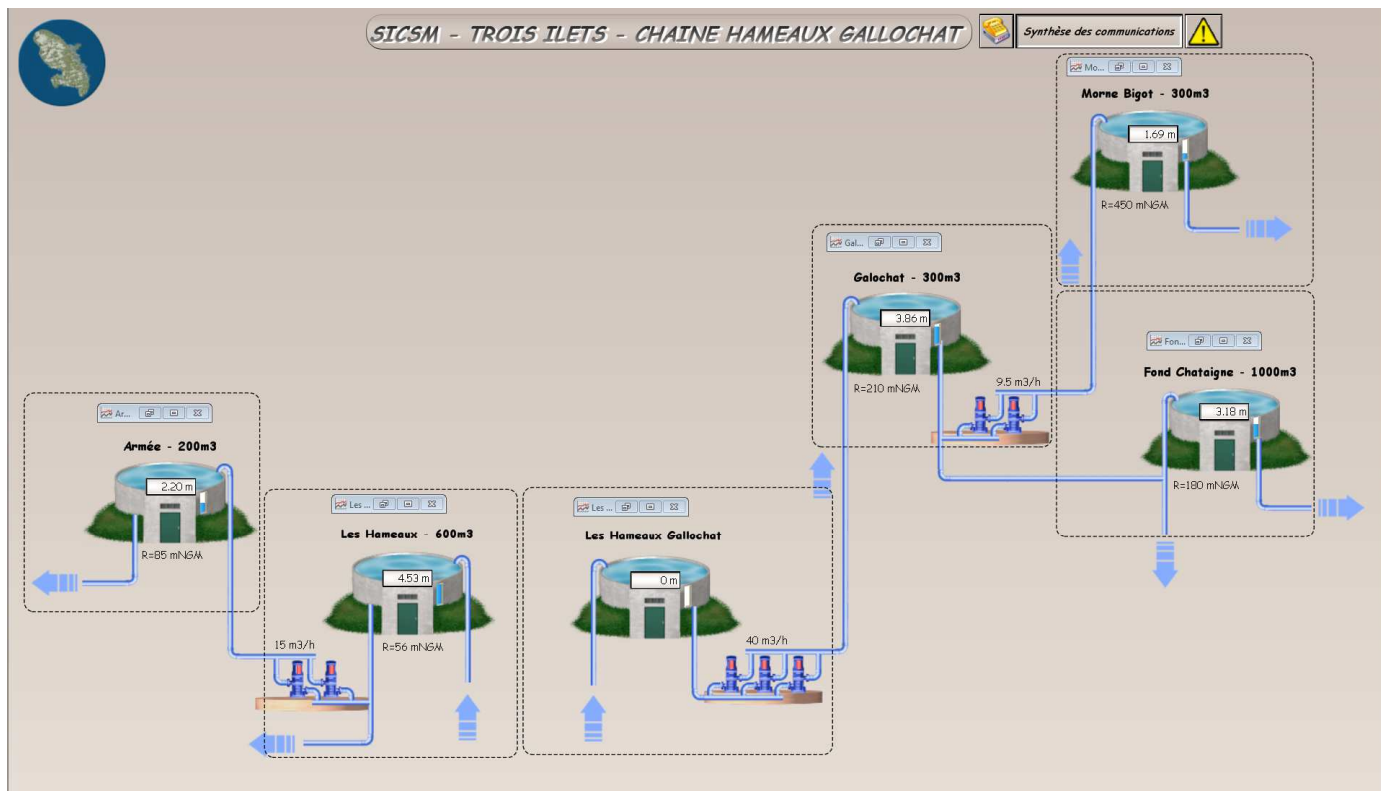 SICSM - TROIS ILETS - CHAINE HAMEAUX GALLOCHAT
Synthèse des communications
Mo...
Morne Bigot - 300m3
1.69 m
R=450 mNGM
Gal...
Galochat - 300m3
3.86 m
R=210 mNGM
9.5 m3/h
Fon...
Fond Chataigne - 1000m3
3.18 m
R=180 mNGM
Ar...
Armée - 200m3
2.20 m
R=85 mNGM
Les ...
Les Hameaux - 600m3
4.53 m
R=56 mNGM
15 m3/h
Les ...
Les Hameaux Gallochat
0 m
40 m3/h